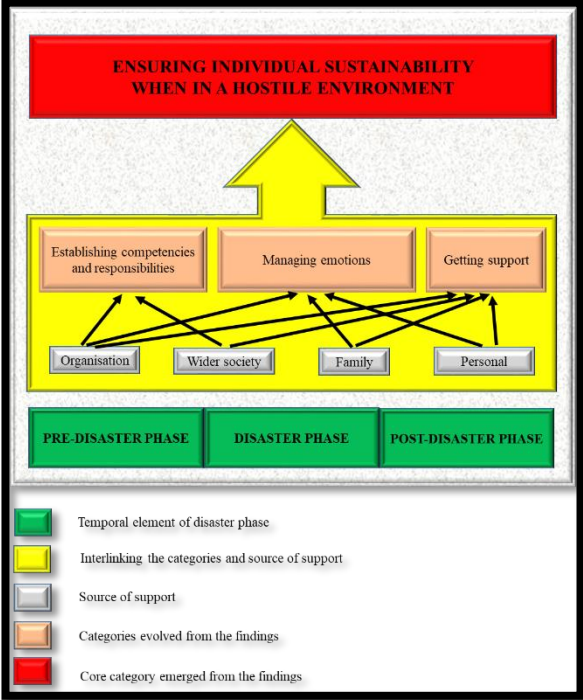 ENSURING INDIVIDUAL SUSTAINABILITY
WHEN IN A HOSTILE ENVIRONMENT
Establishing competencies
and responsibilities
Managing emotions
Getting support
Organisation
Wider society
Family
Personal
PRE-DISASTER PHASE
DISASTER PHASE
POST-DISASTER PHASE
Temporal element of disaster phase
Interlinking the categories and source of support
Source of support
Categories evolved from the findings
Core category emerged from the findings